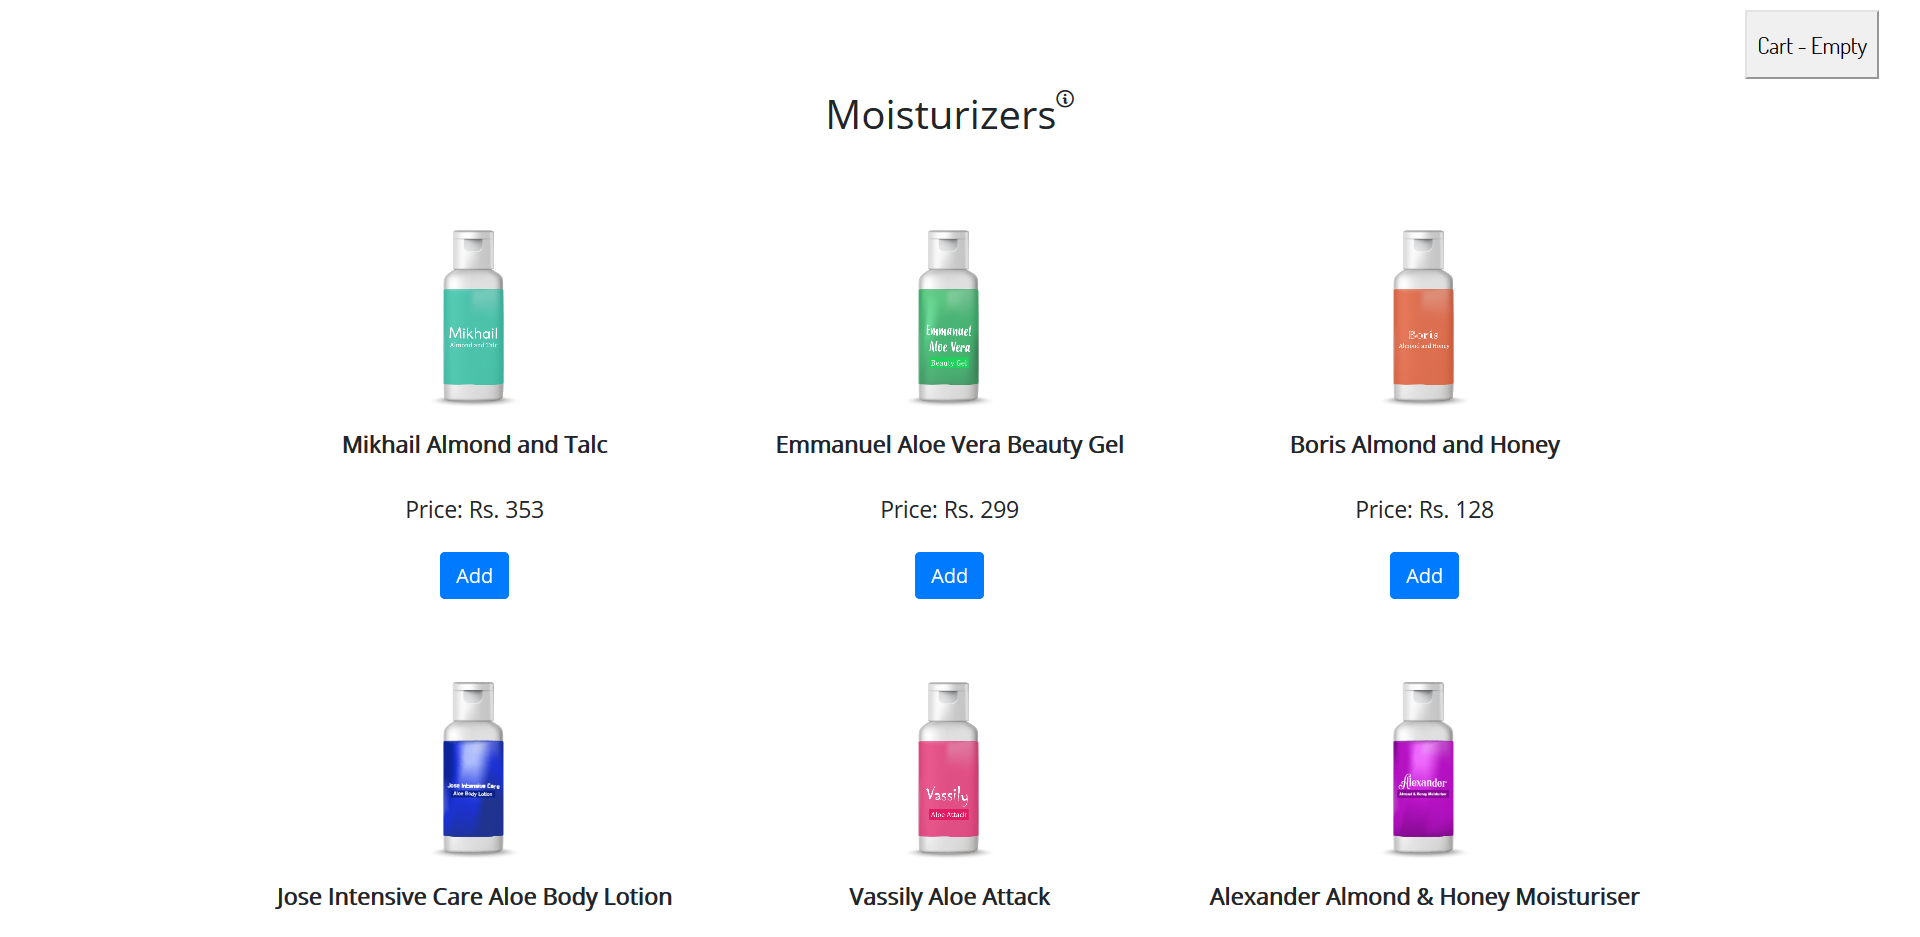 Cart - Empty
Moisturizers
Mikhail
Almond and Talc
Emmanuel
Aloe Vera
Beauty Gel
Boris
Almond and Honey
Mikhail Almond and Talc
Emmanuel Aloe Vera Beauty Gel
Boris Almond and Honey
Price: Rs. 353
Price: Rs. 299
Price: Rs. 128
Add
Add
Add
Jose Intensive Care
Aloe Body Lotion
Vassily
Aloe Attack
Alexander
Almond & Honey Moisturiser
Jose Intensive Care Aloe Body Lotion
Vassily Aloe Attack
Alexander Almond & Honey Moisturiser